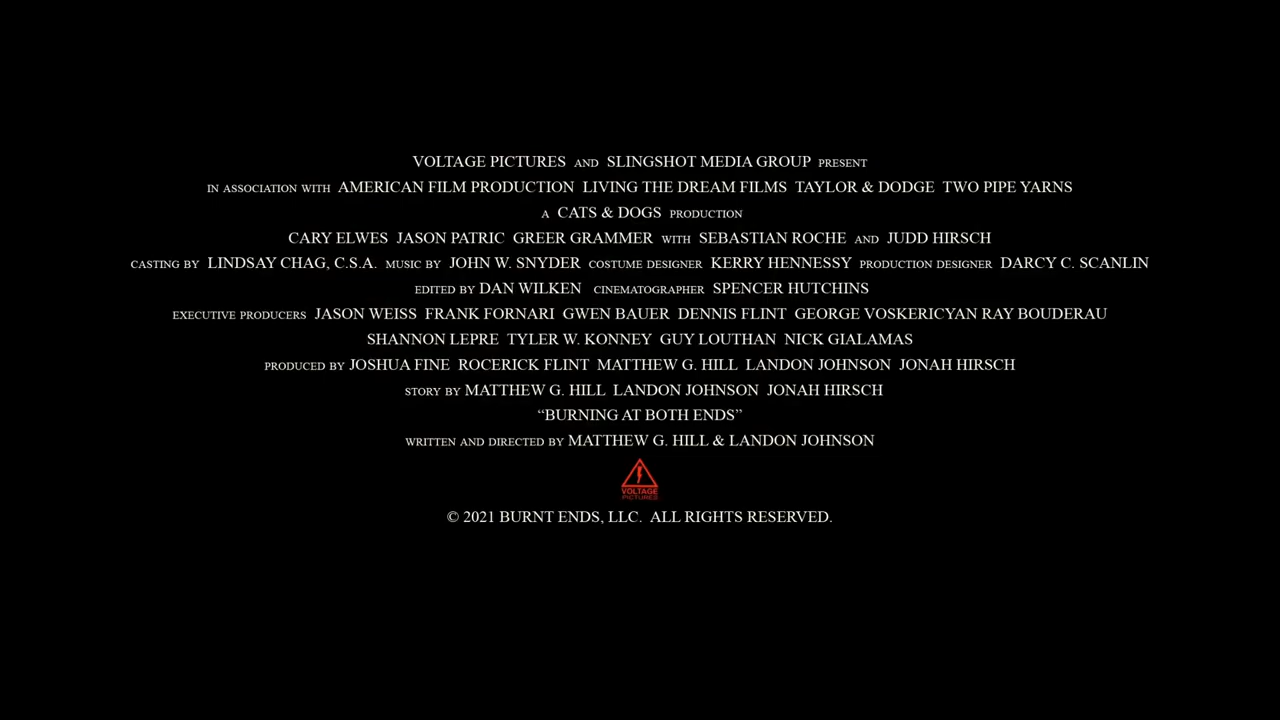 VOLTAGE PICTURES AND SLINGSHOT MEDIA GROUP PRESENT
IN ASSOCIATION WITH AMERICAN FILM PRODUCTION LIVING THE DREAM FILMS TAYLOR & DODGE TWO PIPE YARNS
A CATS & DOGS PRODUCTION
CARY ELWES JASON PATRIC GREER GRAMMER WITH SEBASTIAN ROCHE AND JUDD HIRSCH
CASTING BY LINDSAY CHAG, C.S.A. MUSIC BY JOHN W. SNYDER COSTUME DESIGNER KERRY HENNESSY PRODUCTION DESIGNER DARCY C. SCANLIN
EDITED BY DAN WILKEN CINEMATOGRAPHER SPENCER HUTCHINS
EXECUTIVE PRODUCERS JASON WEISS FRANK FORNARI GWEN BAUER DENNIS FLINT GEORGE VOSKERICYAN RAY BOUDERAU
SHANNON LEPRE TYLER W. KONNEY GUY LOUTHAN NICK GIALAMAS
PRODUCED BY JOSHUA FINE ROCERICK FLINT MATTHEW G. HILL LANDON JOHNSON JONAH HIRSCH
STORY BY MATTHEW G. HILL LANDON JOHNSON JONAH HIRSCH
“BURNING AT BOTH ENDS”
WRITTEN AND DIRECTED BY MATTHEW G. HILL & LANDON JOHNSON
VOLTAGE
PICTURES
© 2021 BURNT ENDS, LLC. ALL RIGHTS RESERVED.